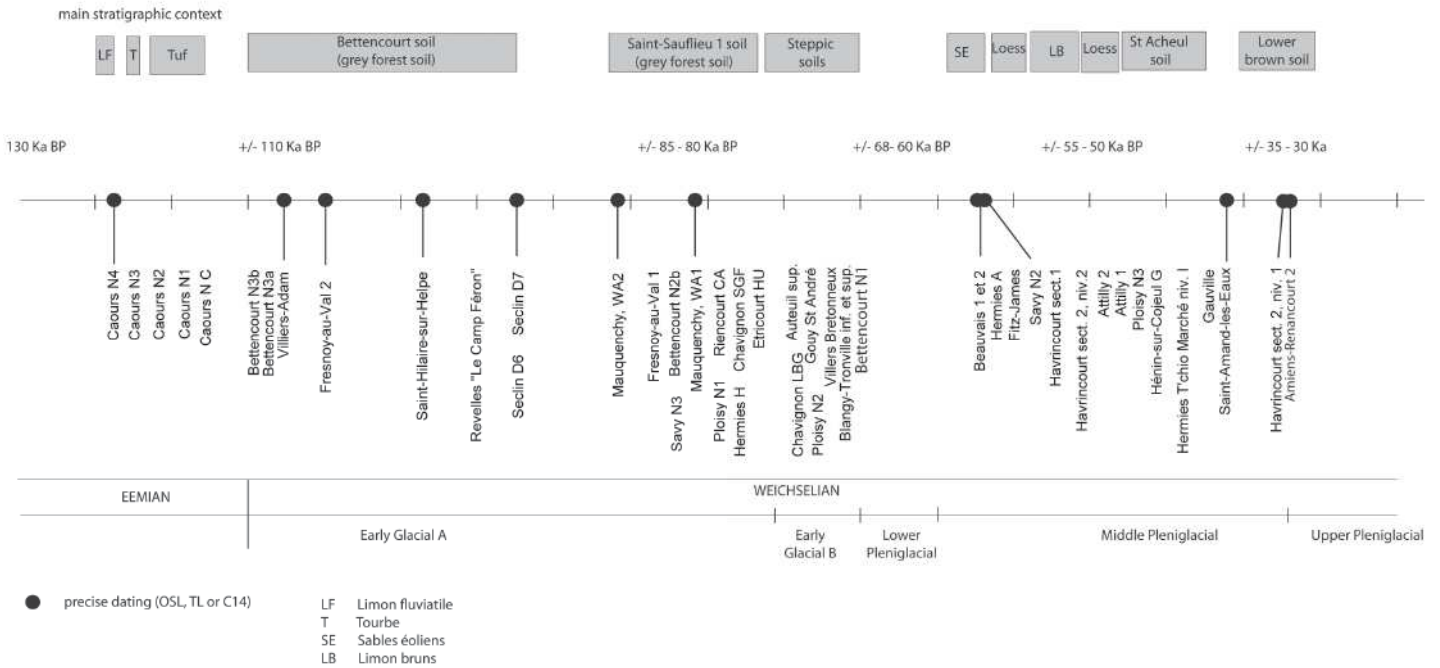 main stratigraphic context
LF
T
Tuf
Bettencourt soil
(grey forest soil)
Saint-Sauflieu 1 soil
(grey forest soil)
Steppic
soils
SE
Loess
LB
Loess
St Acheul
soil
Lower
brown soil
130 Ka BP
+/- 110 Ka BP
+/- 85 - 80 Ka BP
+/- 68- 60 Ka BP
+/- 55 - 50 Ka BP
+/- 35 - 30 Ka
Caours N4
Caours N3
Caours N2
Caours N1
Caours N C
Bettencourt N3b
Bettencourt N3a
Villiers-Adam
Fresnoy-au-Val 2
Saint-Hilaire-sur-Helpe
Revelles "Le Camp Féron"
Seclin D6
Seclin D7
Mauquenchy, WA2
Fresnoy-au-Val 1
Savy N3
Bettencourt N2b
Mauquenchy, WA1
Ploisy N1
Riencourt CA
Hermies H
Chavignon SGF
Etricourt HU
Chavignon LBG
Auteuil sup.
Ploisy N2
Gouy St André
Villers Bretonneux
Blangy-Tronville inf. et sup.
Bettencourt N1
Beauvais 1 et 2
Hermies A
Fitz-James
Savy N2
Havrincourt sect.1
Havrincourt sect. 2, niv.2
Attily 2
Attily 1
Ploisy N3
Hénin-sur-Cojeul G
Hermies T'chio Marché niv. I
Gauville
Saint-Amand-les-Eaux
Havrincourt sect. 2, niv. 1
Amiens-Renancourt 2
EEMIAN
WEICHSELIAN
Early Glacial A
Early
Glacial B
Lower
Pleniglacial
Middle Pleniglacial
Upper Pleniglacial
precise dating (OSL, TL or C14)
LF Limon fluviatile
T Tourbe
SE Sables éoliens
LB Limon bruns